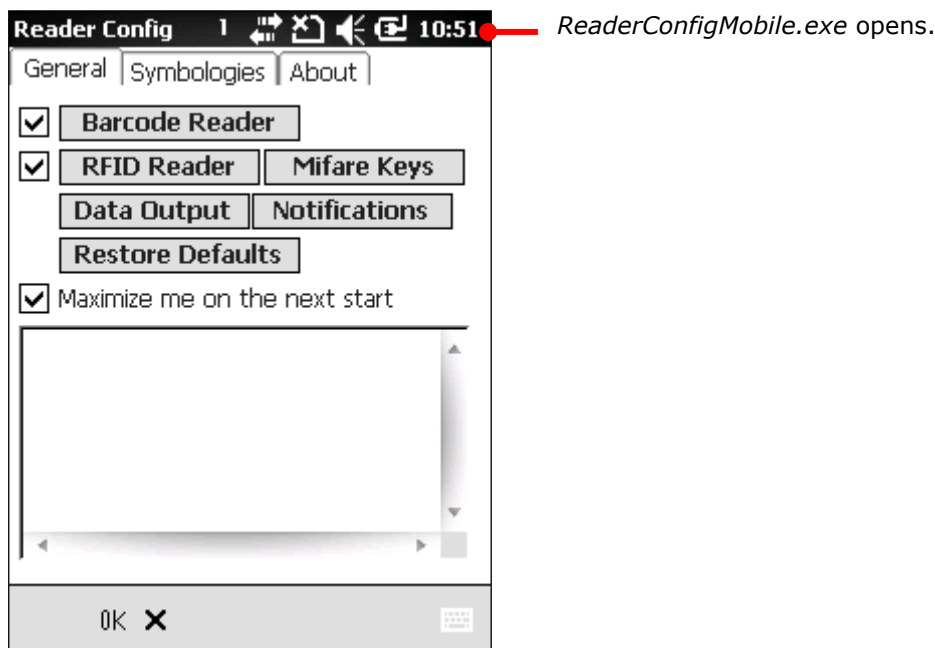 Reader Config 1 10:51
ReaderConfigMobile.exe opens.
General Symbologies About
Barcode Reader
RFID Reader Mifare Keys
Data Output Notifications
Restore Defaults
Maximize me on the next start
OK